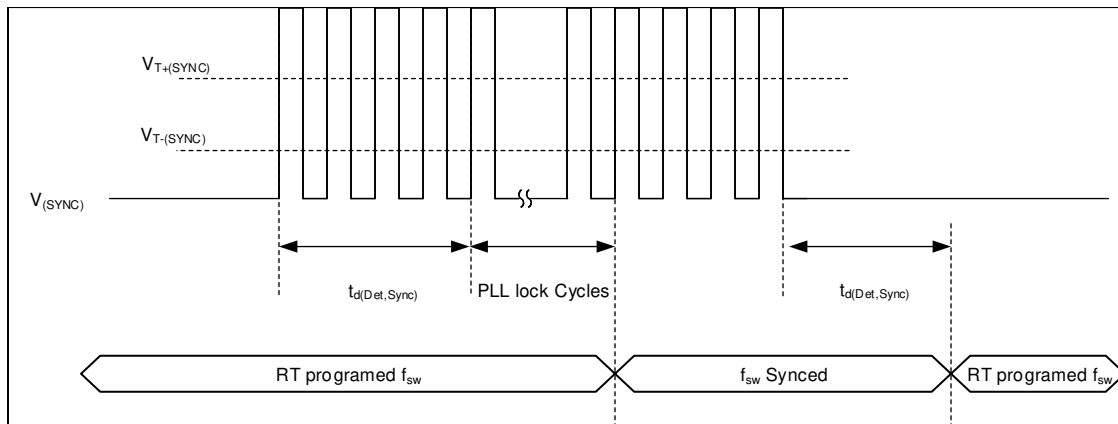 V_T+(SYNC)
V_T-(SYNC)
V_(SYNC)
t_d(Det,Sync)
PLL lock Cycles
t_d(Det,Sync)
RT programed f_sw
f_sw Synced
RT programed f_sw